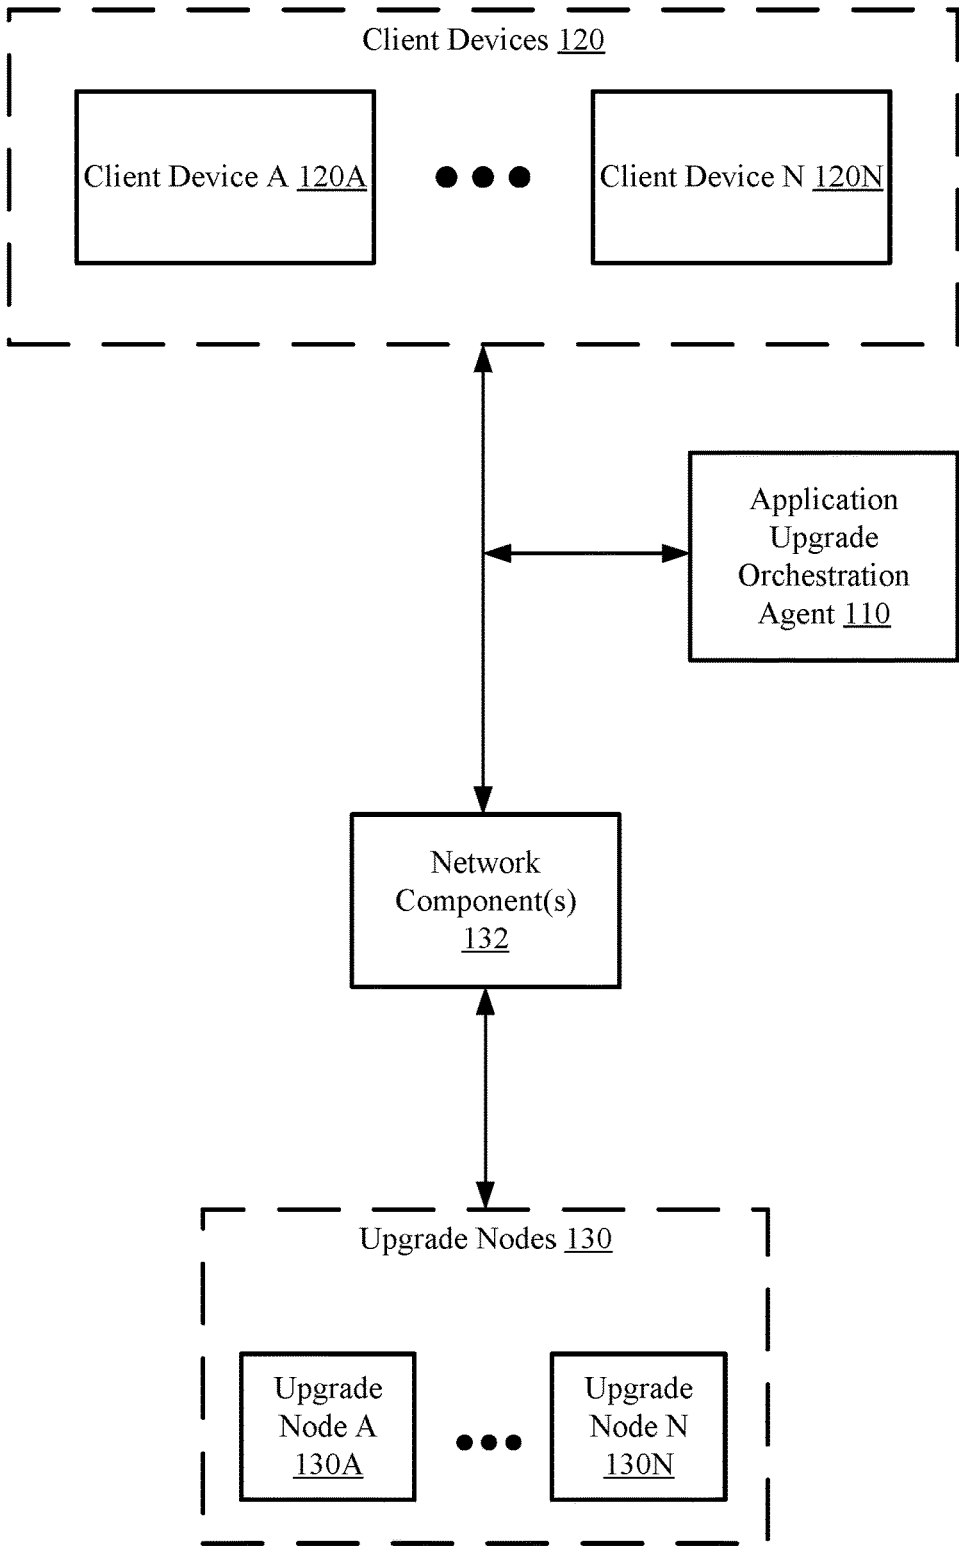 Client Devices 120
Client Device A 120A
Client Device N 120N
Application
Upgrade
Orchestration
Agent 110
Network
Component(s)
132
Upgrade Nodes 130
Upgrade
Node A
130A
Upgrade
Node N
130N